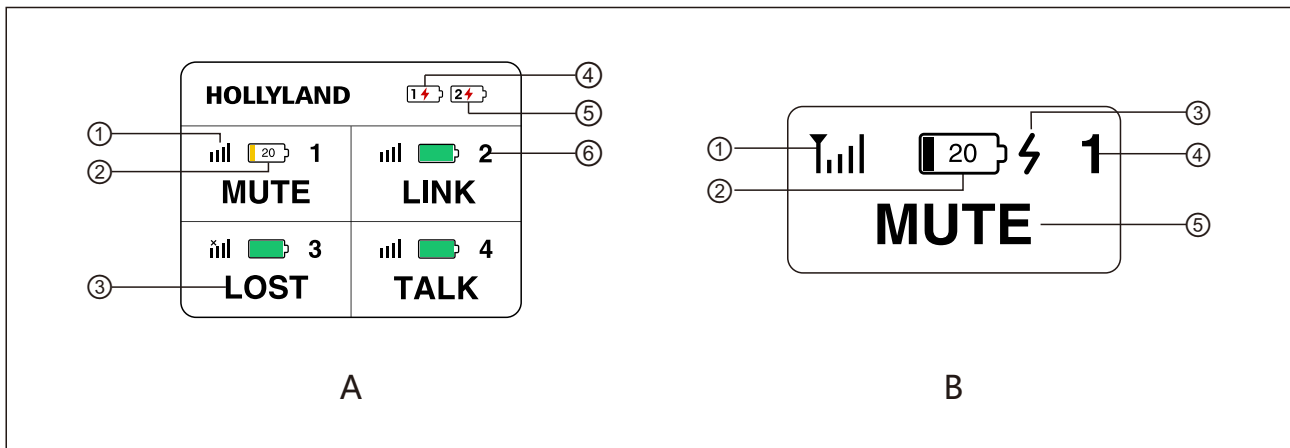 HOLLYLAND 1 2
④
⑤
① 20 1 2 ⑥
②
MUTE LINK
3 4
③ LOST TALK
A
① 20 1 ③
④
②
MUTE ⑤
B